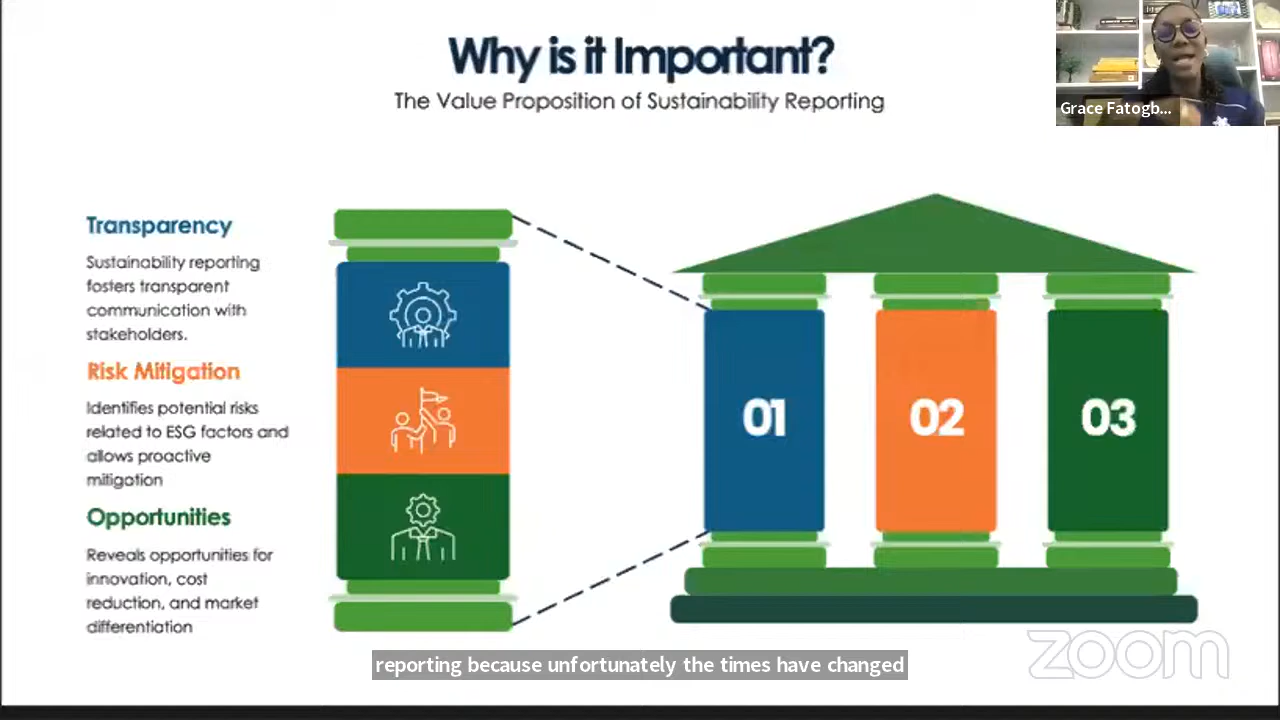 Why is it Important?
The Value Proposition of Sustainability Reporting
Grace Fatogb...
Transparency
Sustainability reporting
fosters transparent
communication with
stakeholders.
Risk Mitigation
Identifies potential risks
related to ESG factors and
allows proactive
mitigation
Opportunities
Reveals opportunities for
innovation, cost
reduction, and market
differentiation
01
02
03
zoom
reporting because unfortunately the times have changed